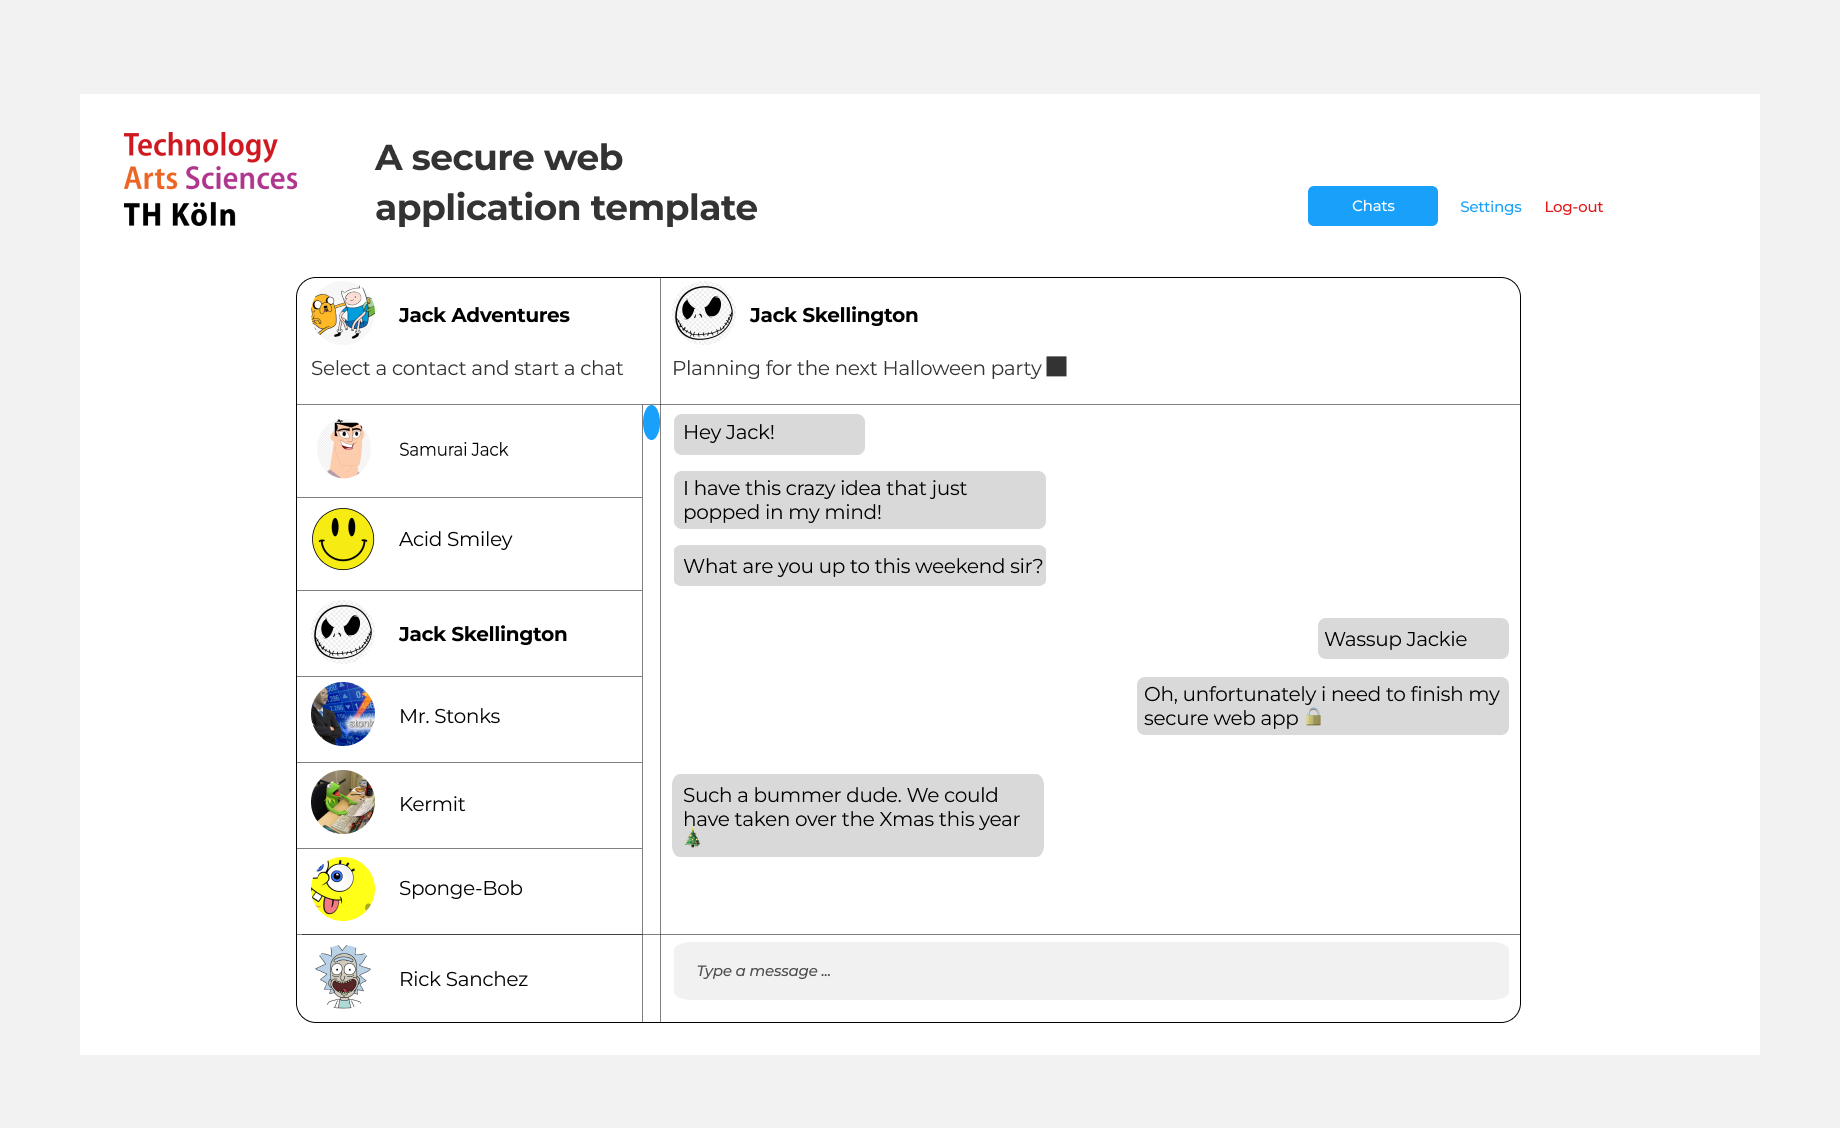 Technology
Arts Sciences
TH Köln
A secure web
application template
Chats
Settings
Log-out
Jack Adventures
Select a contact and start a chat
Samurai Jack
Acid Smiley
Jack Skellington
Mr. Stonks
Kermit
Sponge-Bob
Rick Sanchez
Jack Skellington
Planning for the next Halloween party
Hey Jack!
I have this crazy idea that just
popped in my mind!
What are you up to this weekend sir?
Wassup Jackie
Oh, unfortunately i need to finish my
secure web app 🔒
Such a bummer dude. We could
have taken over the Xmas this year
🎄
Type a message ...